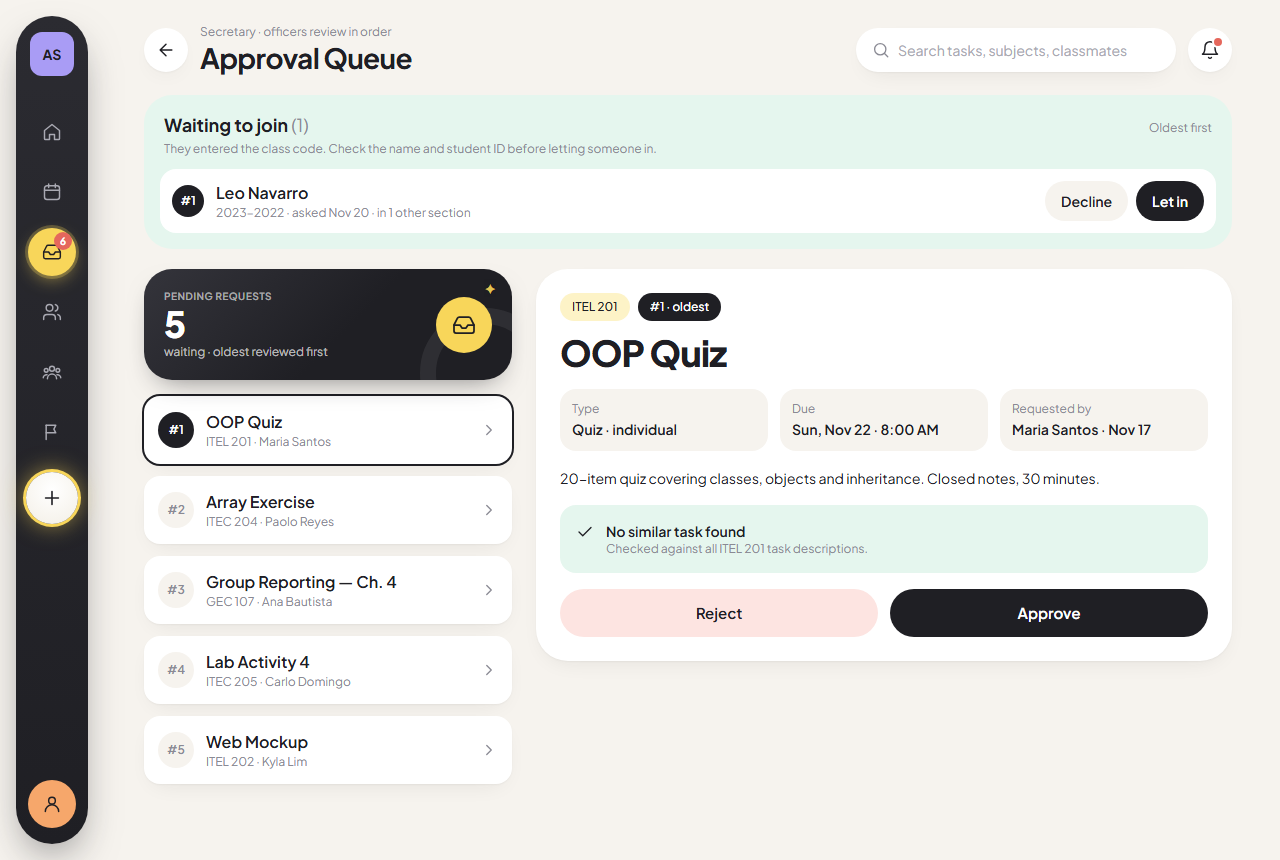 AS
Secretary · officers review in order
Approval Queue
Search tasks, subjects, classmates
6
Waiting to join (1)
Oldest first
They entered the class code. Check the name and student ID before letting someone in.
#1
Leo Navarro
2023–2022 · asked Nov 20 · in 1 other section
Decline
Let in
PENDING REQUESTS
5
waiting · oldest reviewed first
#1
OOP Quiz
ITEL 201 · Maria Santos
#2
Array Exercise
ITEC 204 · Paolo Reyes
#3
Group Reporting — Ch. 4
GEC 107 · Ana Bautista
#4
Lab Activity 4
ITEC 205 · Carlo Domingo
#5
Web Mockup
ITEL 202 · Kyla Lim
ITEL 201
#1 · oldest
OOP Quiz
Type
Quiz · individual
Due
Sun, Nov 22 · 8:00 AM
Requested by
Maria Santos · Nov 17
20–item quiz covering classes, objects and inheritance. Closed notes, 30 minutes.
No similar task found
Checked against all ITEL 201 task descriptions.
Reject
Approve